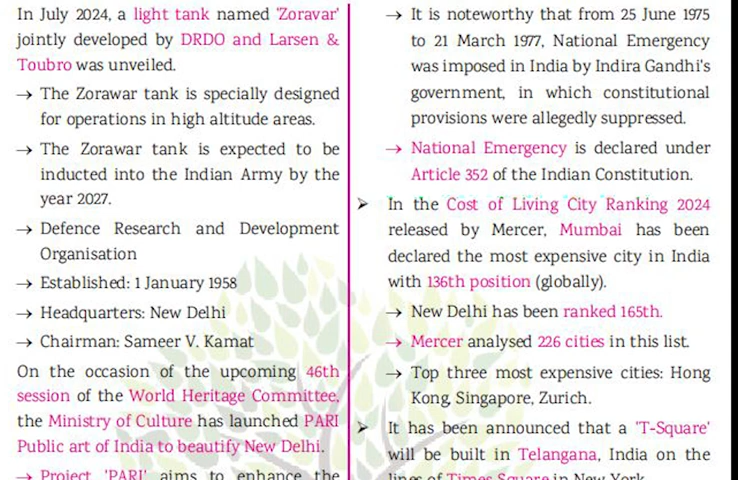 In July 2024, a light tank named 'Zoravar'
jointly developed by DRDO and Larsen &
Toubro was unveiled.
→ The Zorawar tank is specially designed
for operations in high altitude areas.
→ The Zorawar tank is expected to be
inducted into the Indian Army by the
year 2027.
→ Defence Research and Development
Organisation
→ Established: 1 January 1958
→ Headquarters: New Delhi
→ Chairman: Sameer V. Kamat
On the occasion of the upcoming 46th
session of the World Heritage Committee,
the Ministry of Culture has launched PARI
Public art of India to beautify New Delhi.
→ Project 'PARI' aims to enhance the
→ It is noteworthy that from 25 June 1975
to 21 March 1977, National Emergency
was imposed in India by Indira Gandhi's
government, in which constitutional
provisions were allegedly suppressed.
→ National Emergency is declared under
Article 352 of the Indian Constitution.
➢ In the Cost of Living City Ranking 2024
released by Mercer, Mumbai has been
declared the most expensive city in India
with 136th position (globally).
→ New Delhi has been ranked 165th.
→ Mercer analysed 226 cities in this list.
→ Top three most expensive cities: Hong
Kong, Singapore, Zurich.
➢ It has been announced that a 'T-Square'
will be built in Telangana, India on the
lines of Times Square in New York.